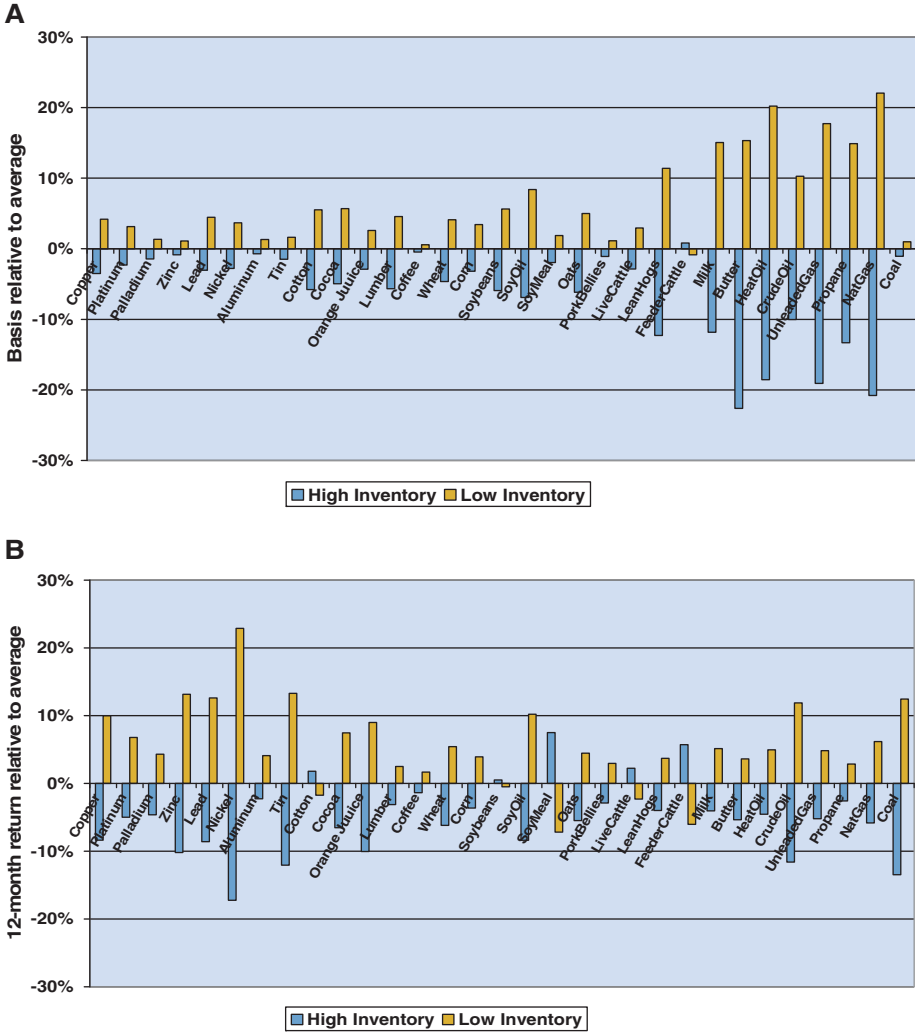 A
30%
20%
10%
0%
-10%
-20%
-30%
Basis relative to average
Copper
Platinum
Palladium
Zinc
Lead
Nickel
Aluminum
Tin
Cotton
Cocoa
Orange Juuice
Lumber
Coffee
Wheat
Corn
Soybeans
SoyOil
SoyMeal
Oats
PorkBellies
LiveCattle
LeanHogs
FeederCattle
Milk
Butter
HeatOil
CrudeOil
UnleadedGas
Propane
NatGas
Coal
High Inventory Low Inventory
B
30%
20%
10%
0%
-10%
-20%
-30%
12-month return relative to average
Copper
Platinum
Palladium
Zinc
Lead
Nickel
Aluminum
Tin
Cotton
Cocoa
Orange Juuice
Lumber
Coffee
Wheat
Corn
Soybeans
SoyOil
SoyMeal
Oats
PorkBellies
LiveCattle
LeanHogs
FeederCattle
Milk
Butter
HeatOil
CrudeOil
UnleadedGas
Propane
NatGas
Coal
High Inventory Low Inventory